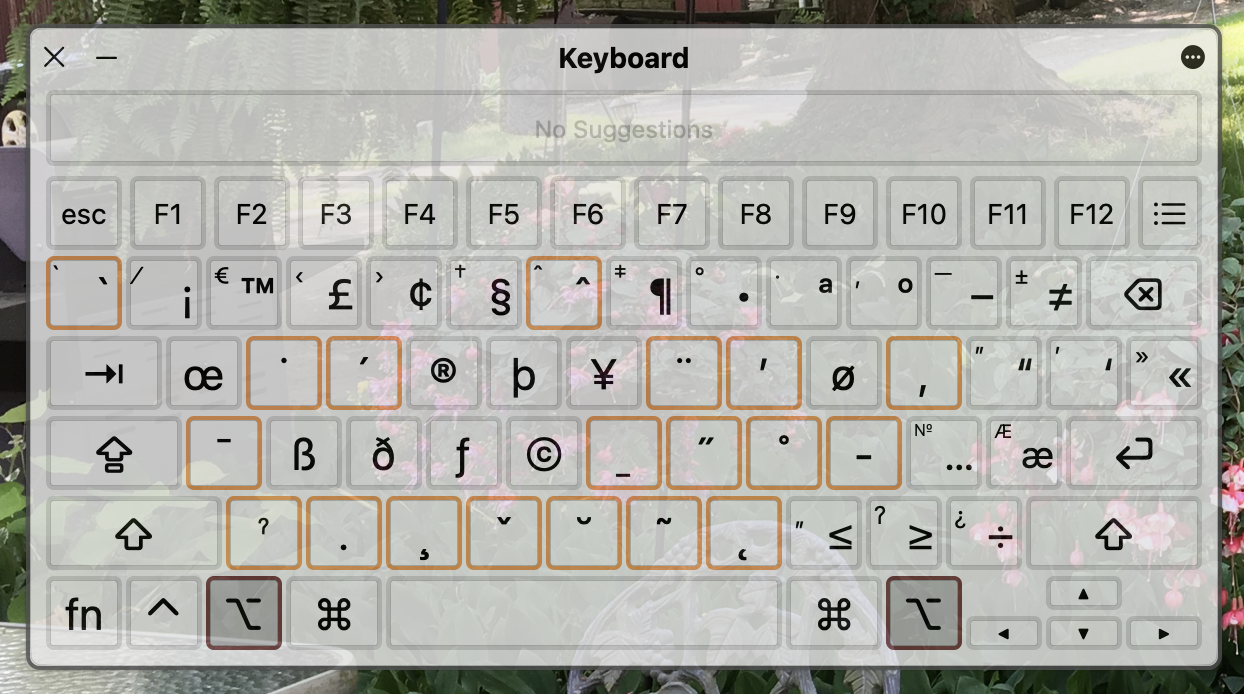 Keyboard
No Suggestions
esc F1 F2 F3 F4 F5 F6 F7 F8 F9 F10 F11 F12
` ` ⁄ ¡ € ™ ‹ £ › ¢ † § ˆ ˆ ‡ ¶ ° • · ª ‚ º — – ± ≠
œ ˙ ´ ® þ ¥ ¨ ʼ ø , " “ ' ‘ » «
¯ ß ð ƒ © _ ˝ ˚ - № … Æ æ
ˀ . ¸ ˇ ˘ ˜ ˛ " ≤ ˀ ≥ ¿ ÷
fn ⌃ ⌥ ⌘ ⌘ ⌥